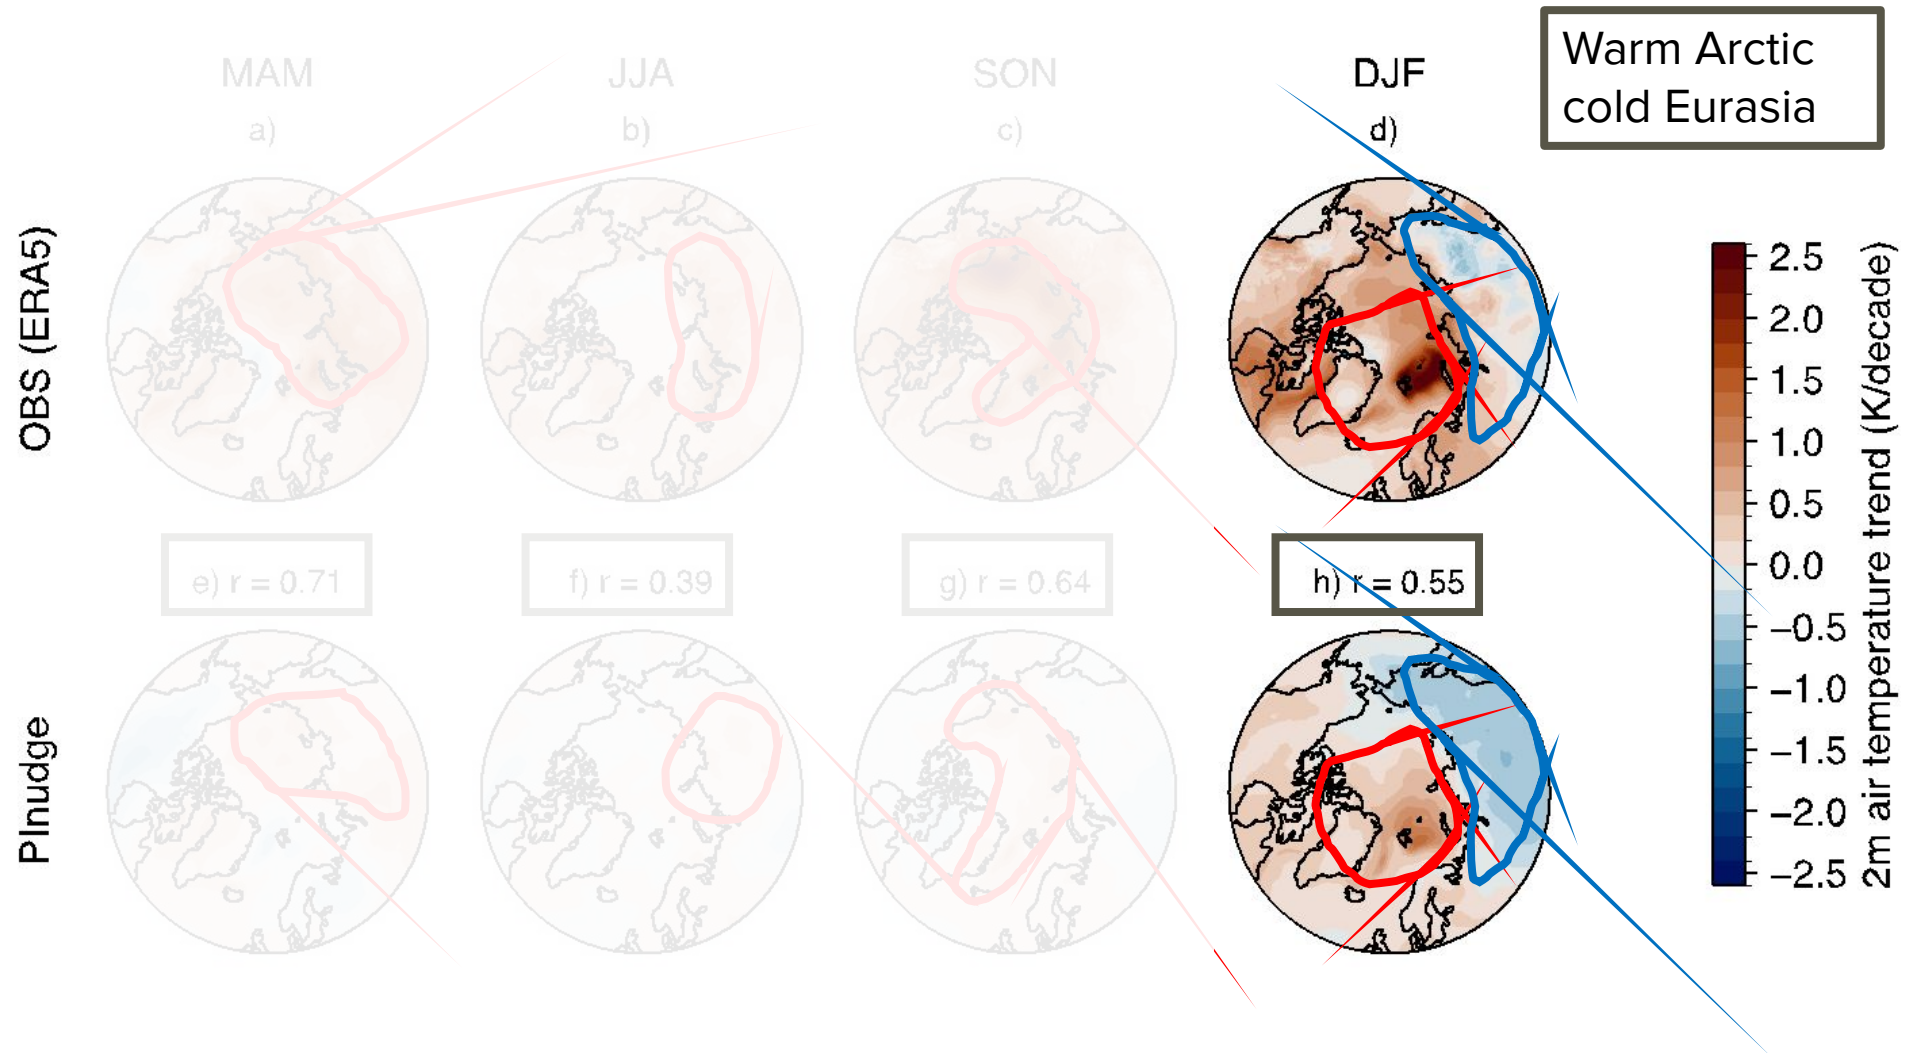 Warm Arctic
cold Eurasia
MAM
JJA
SON
DJF
a)
b)
c)
d)
OBS (ERA5)
e) r = 0.71
f) r = 0.39
g) r = 0.64
h) r = 0.55
PInudge
2.5
2.0
1.5
1.0
0.5
0.0
−0.5
−1.0
−1.5
−2.0
−2.5
2m air temperature trend (K/decade)